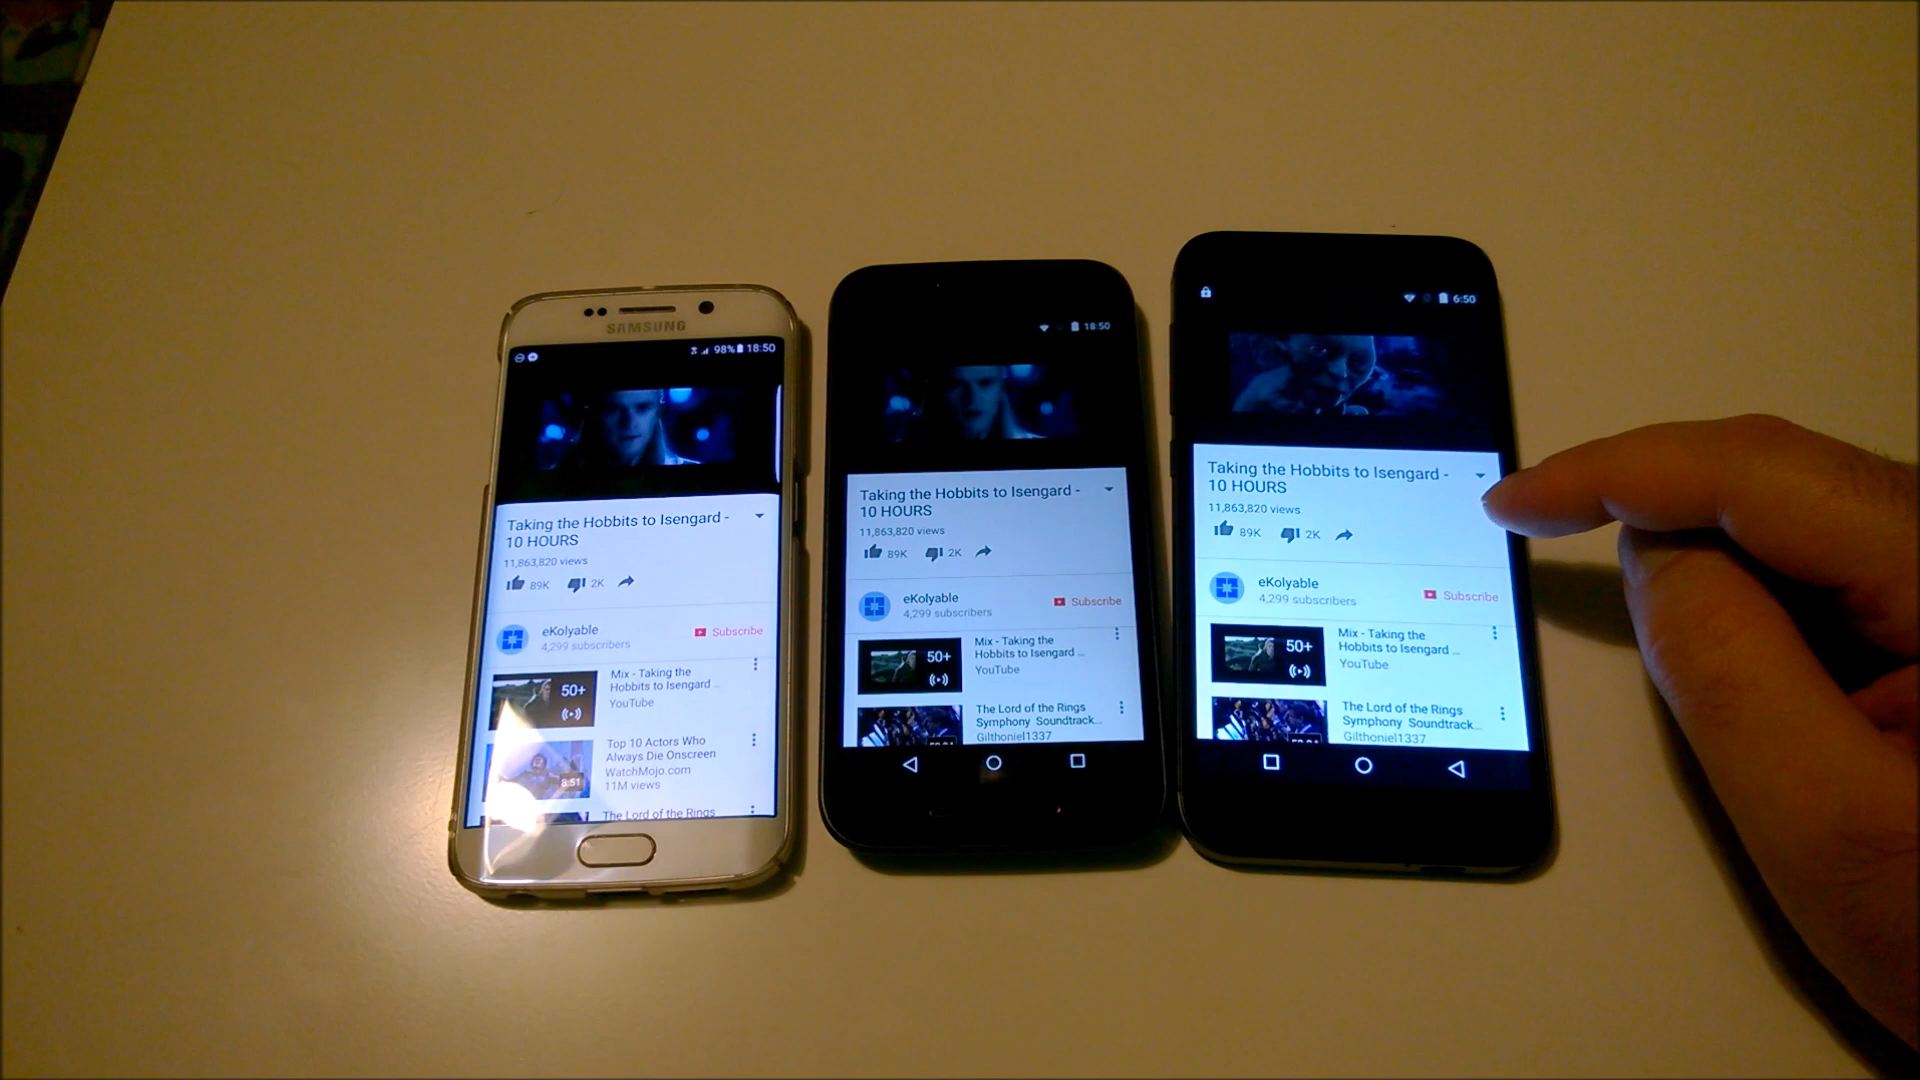 SAMSUNG
98% 18:50
Taking the Hobbits to Isengard -
10 HOURS
11,863,820 views
89K 2K
eKolyable
4,299 subscribers
Subscribe
50+
Mix - Taking the
Hobbits to Isengard ...
YouTube
8:51
Top 10 Actors Who
Always Die Onscreen
WatchMojo.com
11M views
The Lord of the Rings
18:50
Taking the Hobbits to Isengard -
10 HOURS
11,863,820 views
89K 2K
eKolyable
4,299 subscribers
Subscribe
50+
Mix - Taking the
Hobbits to Isengard ...
YouTube
The Lord of the Rings
Symphony Soundtrack...
Gilthoniel1337
6:50
Taking the Hobbits to Isengard -
10 HOURS
11,863,820 views
89K 2K
eKolyable
4,299 subscribers
Subscribe
50+
Mix - Taking the
Hobbits to Isengard ...
YouTube
The Lord of the Rings
Symphony Soundtrack...
Gilthoniel1337